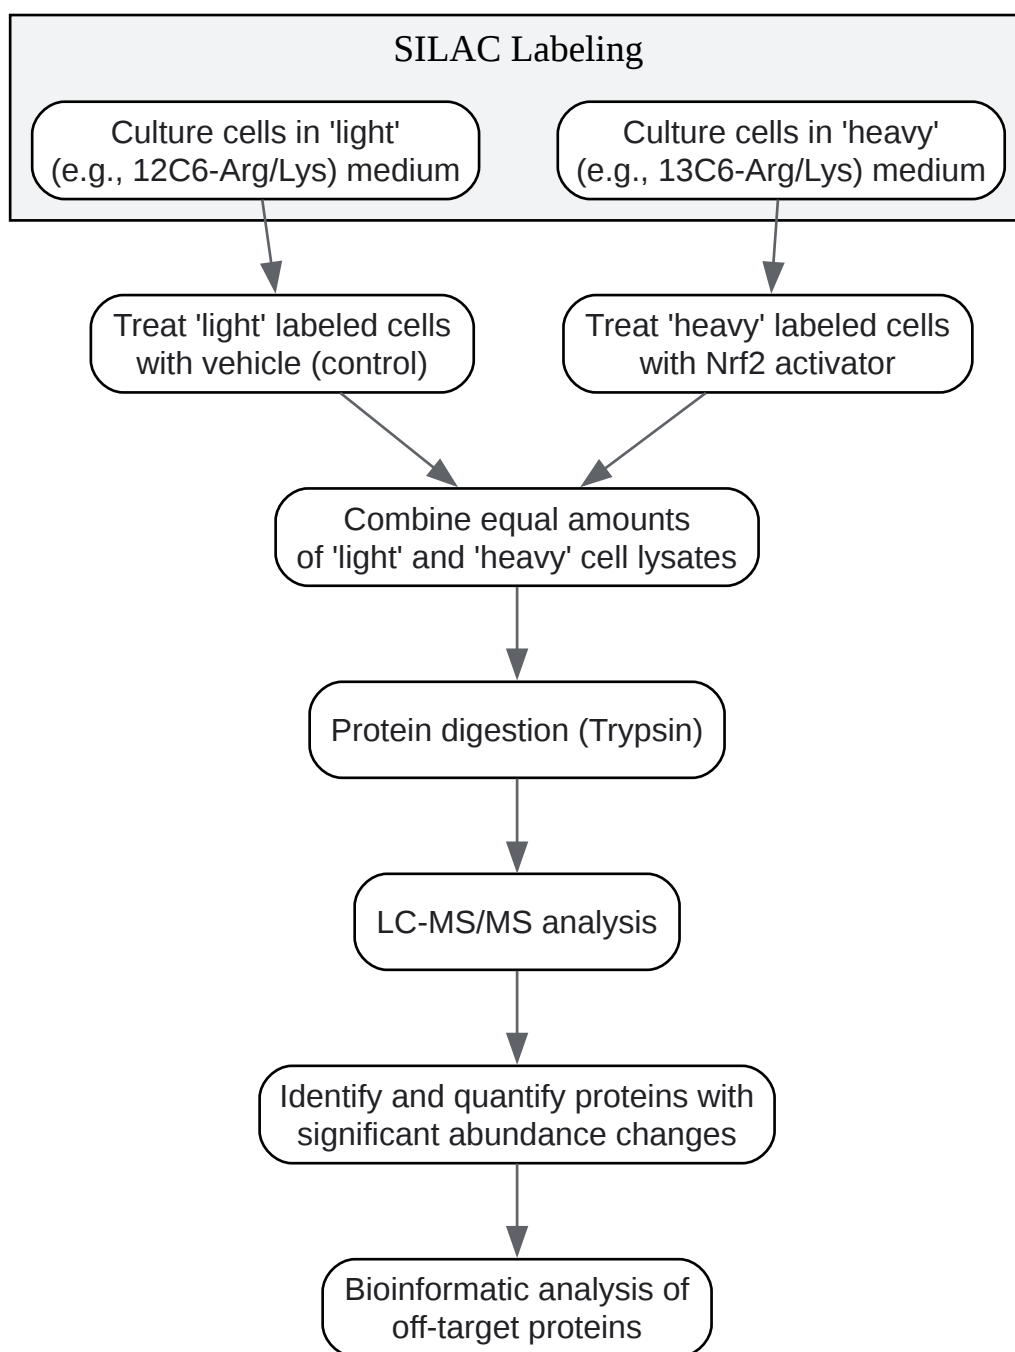 SILAC Labeling
Culture cells in 'light'
(e.g., 12C6-Arg/Lys) medium
Culture cells in 'heavy'
(e.g., 13C6-Arg/Lys) medium
Treat 'light' labeled cells
with vehicle (control)
Treat 'heavy' labeled cells
with Nrf2 activator
Combine equal amounts
of 'light' and 'heavy' cell lysates
Protein digestion (Trypsin)
LC-MS/MS analysis
Identify and quantify proteins with
significant abundance changes
Bioinformatic analysis of
off-target proteins